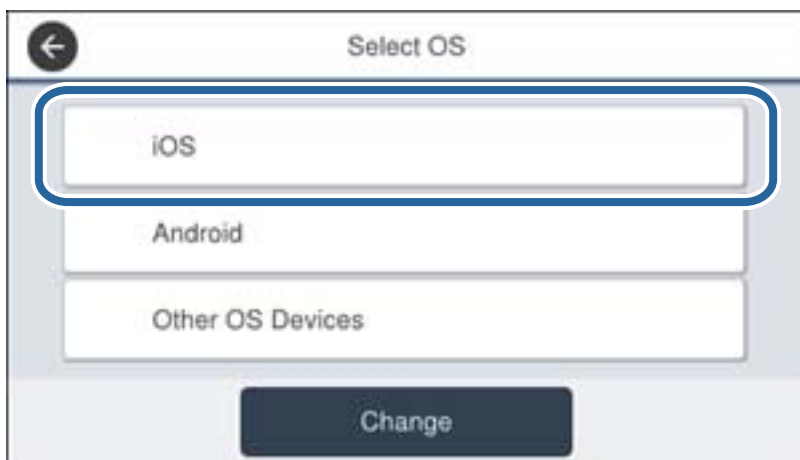 Select OS
iOS
Android
Other OS Devices
Change